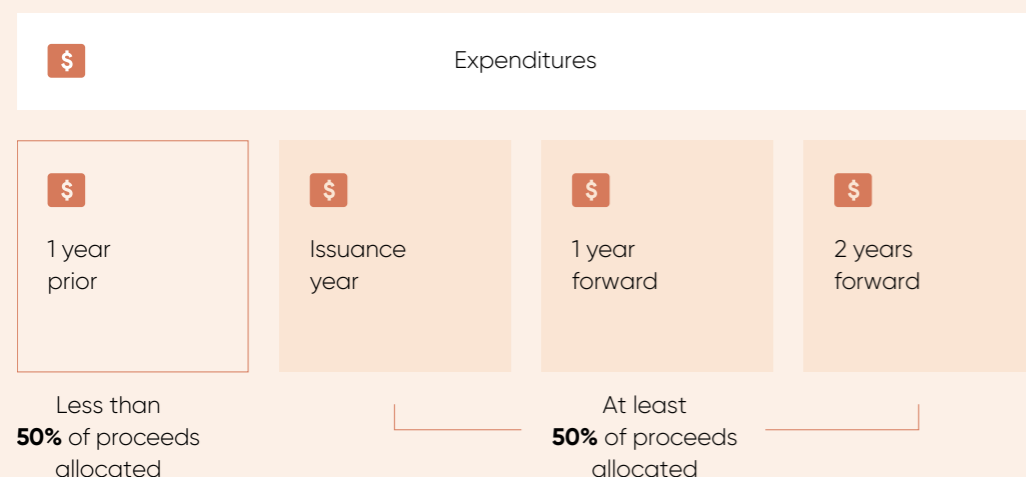 $ Expenditures
$
1 year
prior
$
Issuance
year
$
1 year
forward
$
2 years
forward
Less than
50% of proceeds
allocated
At least
50% of proceeds
allocated